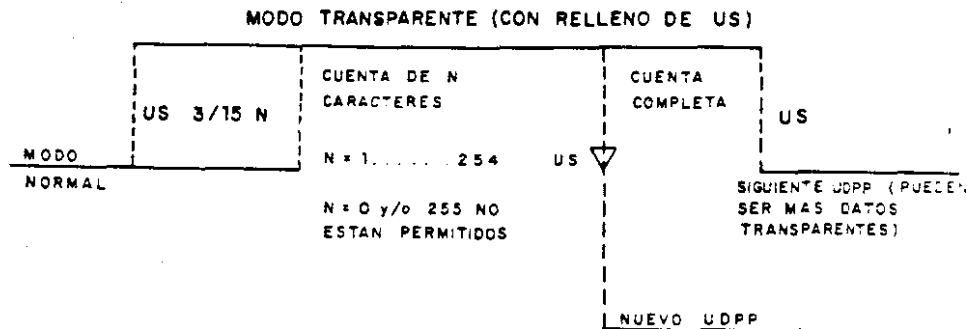 MODO TRANSPARENTE (CON RELLENO DE US)
US 3/15 N
CUENTA DE N
CARACTERES
CUENTA
COMPLETA
US
MODO
NORMAL
N = 1.......254
US
N = 0 y/o 255 NO
ESTAN PERMITIDOS
SIGUIENTE UDPP (PUEDEN
SER MAS DATOS
TRANSPARENTES)
NUEVO UDPP